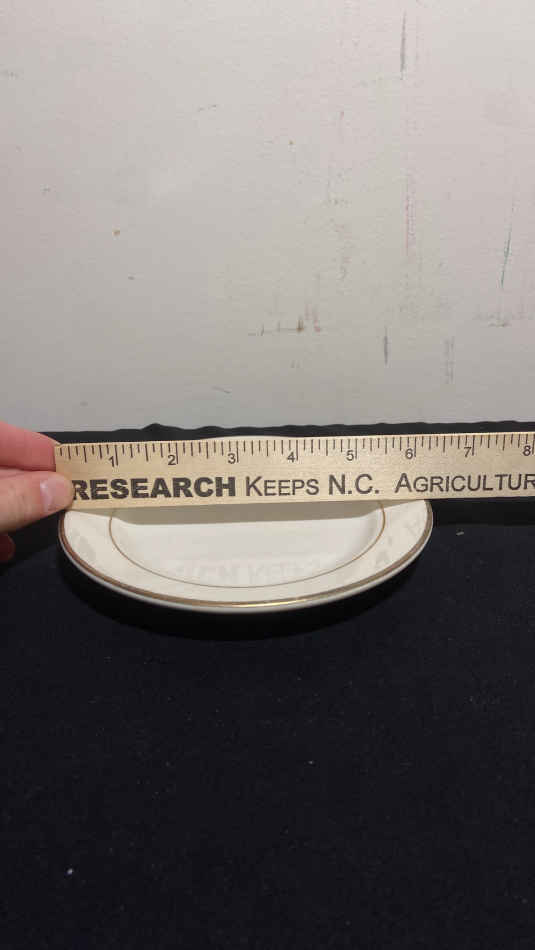 1 2 3 4 5 6 7 8
RESEARCH KEEPS N.C. AGRICULTUR